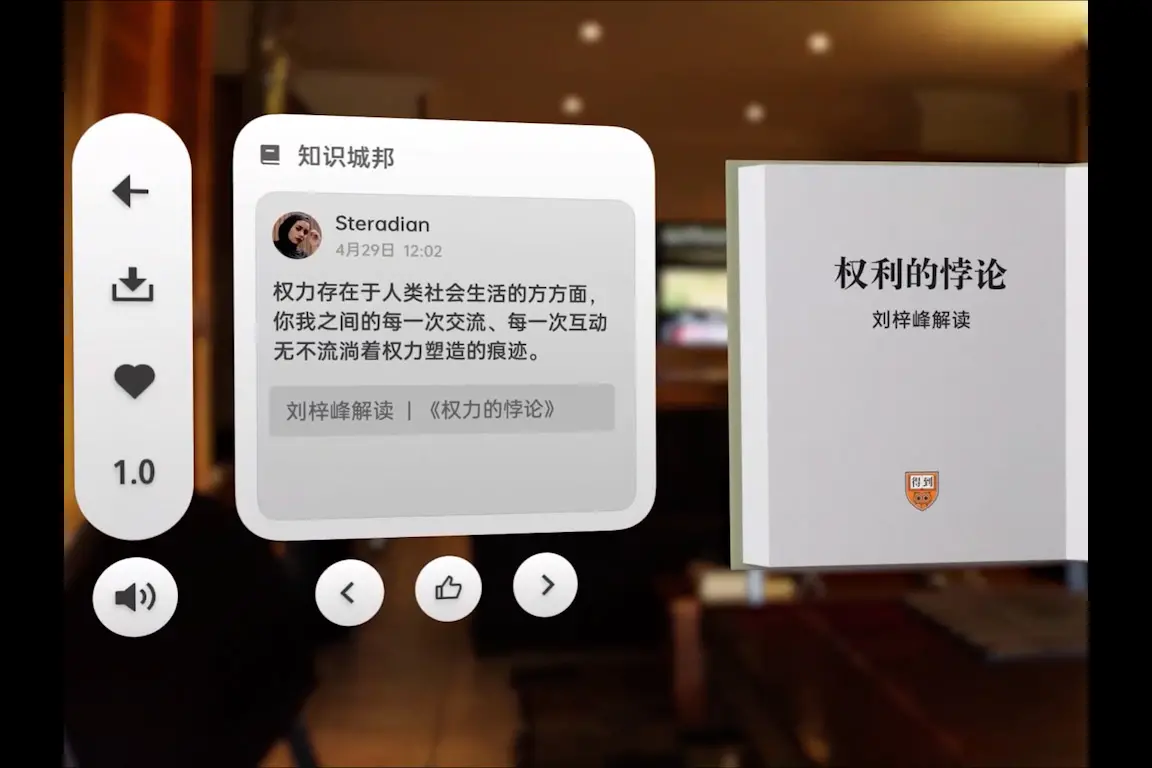 知识城邦
Steradian
4月29日 12:02
权力存在于人类社会生活的方方面，
你我之间的每一次交流、每一次互动
无不流淌着权力塑造的痕迹。
刘梓峰解读 | 《权力的悖论》
1.0
权利的悖论
刘梓峰解读
得到